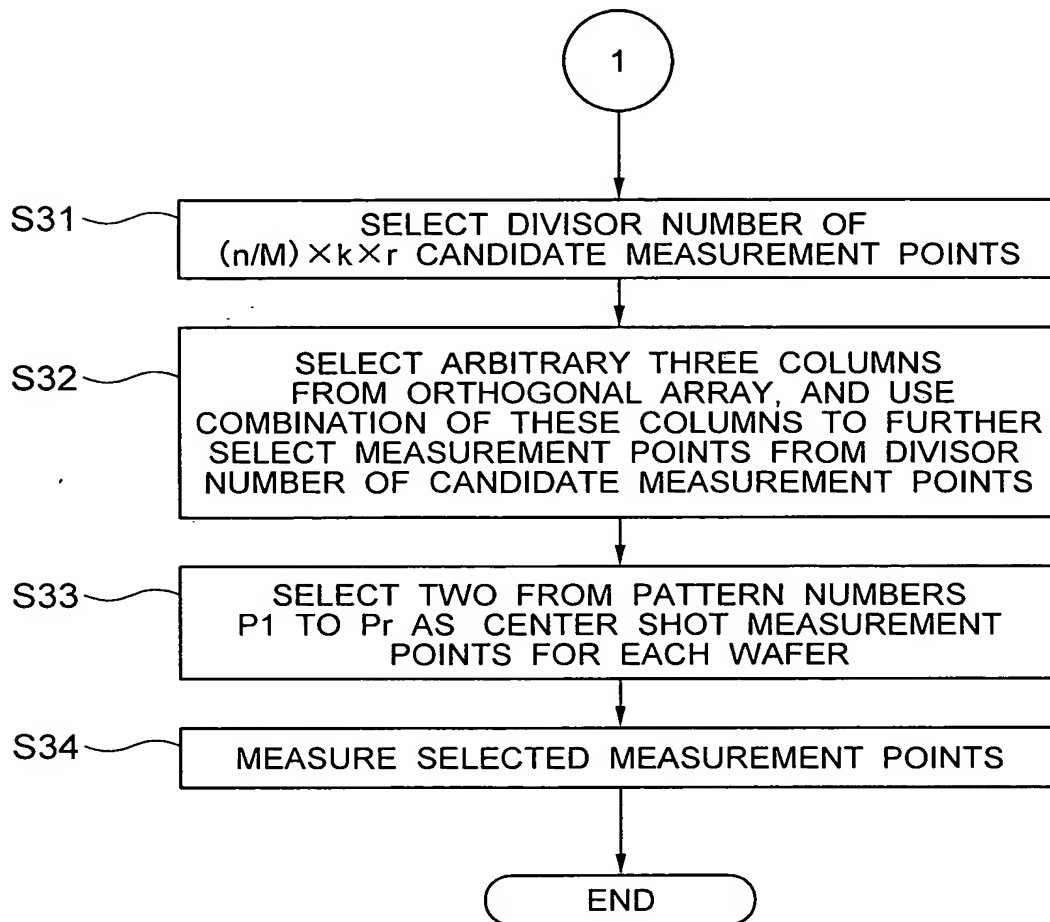 1
S31
SELECT DIVISOR NUMBER OF
(n/M)×k×r CANDIDATE MEASUREMENT POINTS
S32
SELECT ARBITRARY THREE COLUMNS
FROM ORTHOGONAL ARRAY, AND USE
COMBINATION OF THESE COLUMNS TO FURTHER
SELECT MEASUREMENT POINTS FROM DIVISOR
NUMBER OF CANDIDATE MEASUREMENT POINTS
S33
SELECT TWO FROM PATTERN NUMBERS
P1 TO Pr AS CENTER SHOT MEASUREMENT
POINTS FOR EACH WAFER
S34
MEASURE SELECTED MEASUREMENT POINTS
END